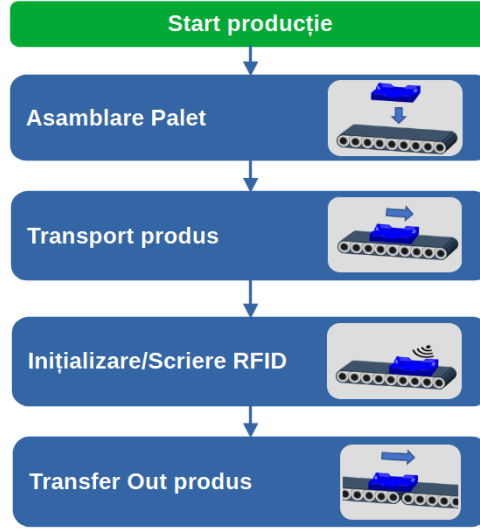 Start producție
Asamblare Palet
Transport produs
Inițializare/Scriere RFID
Transfer Out produs